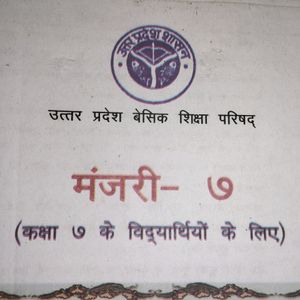 उत्तर प्रदेश शासन
उत्तर प्रदेश बेसिक शिक्षा परिषद्
मंजरी- ७
(कक्षा ७ के विद्यार्थियों के लिए)